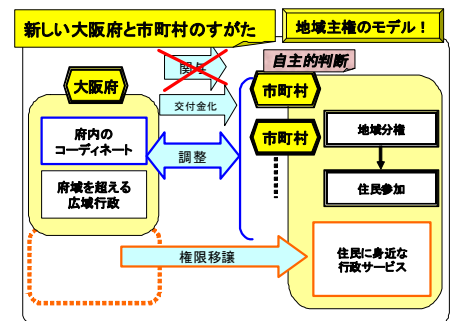 新しい大阪府と市町村のすがた
地域主権のモデル！
関与
自主的判断
大阪府
市町村
交付金化
府内の
コーディネート
調整
市町村
地域分権
府域を超える
広域行政
住民参加
権限移譲
住民に身近な
行政サービス